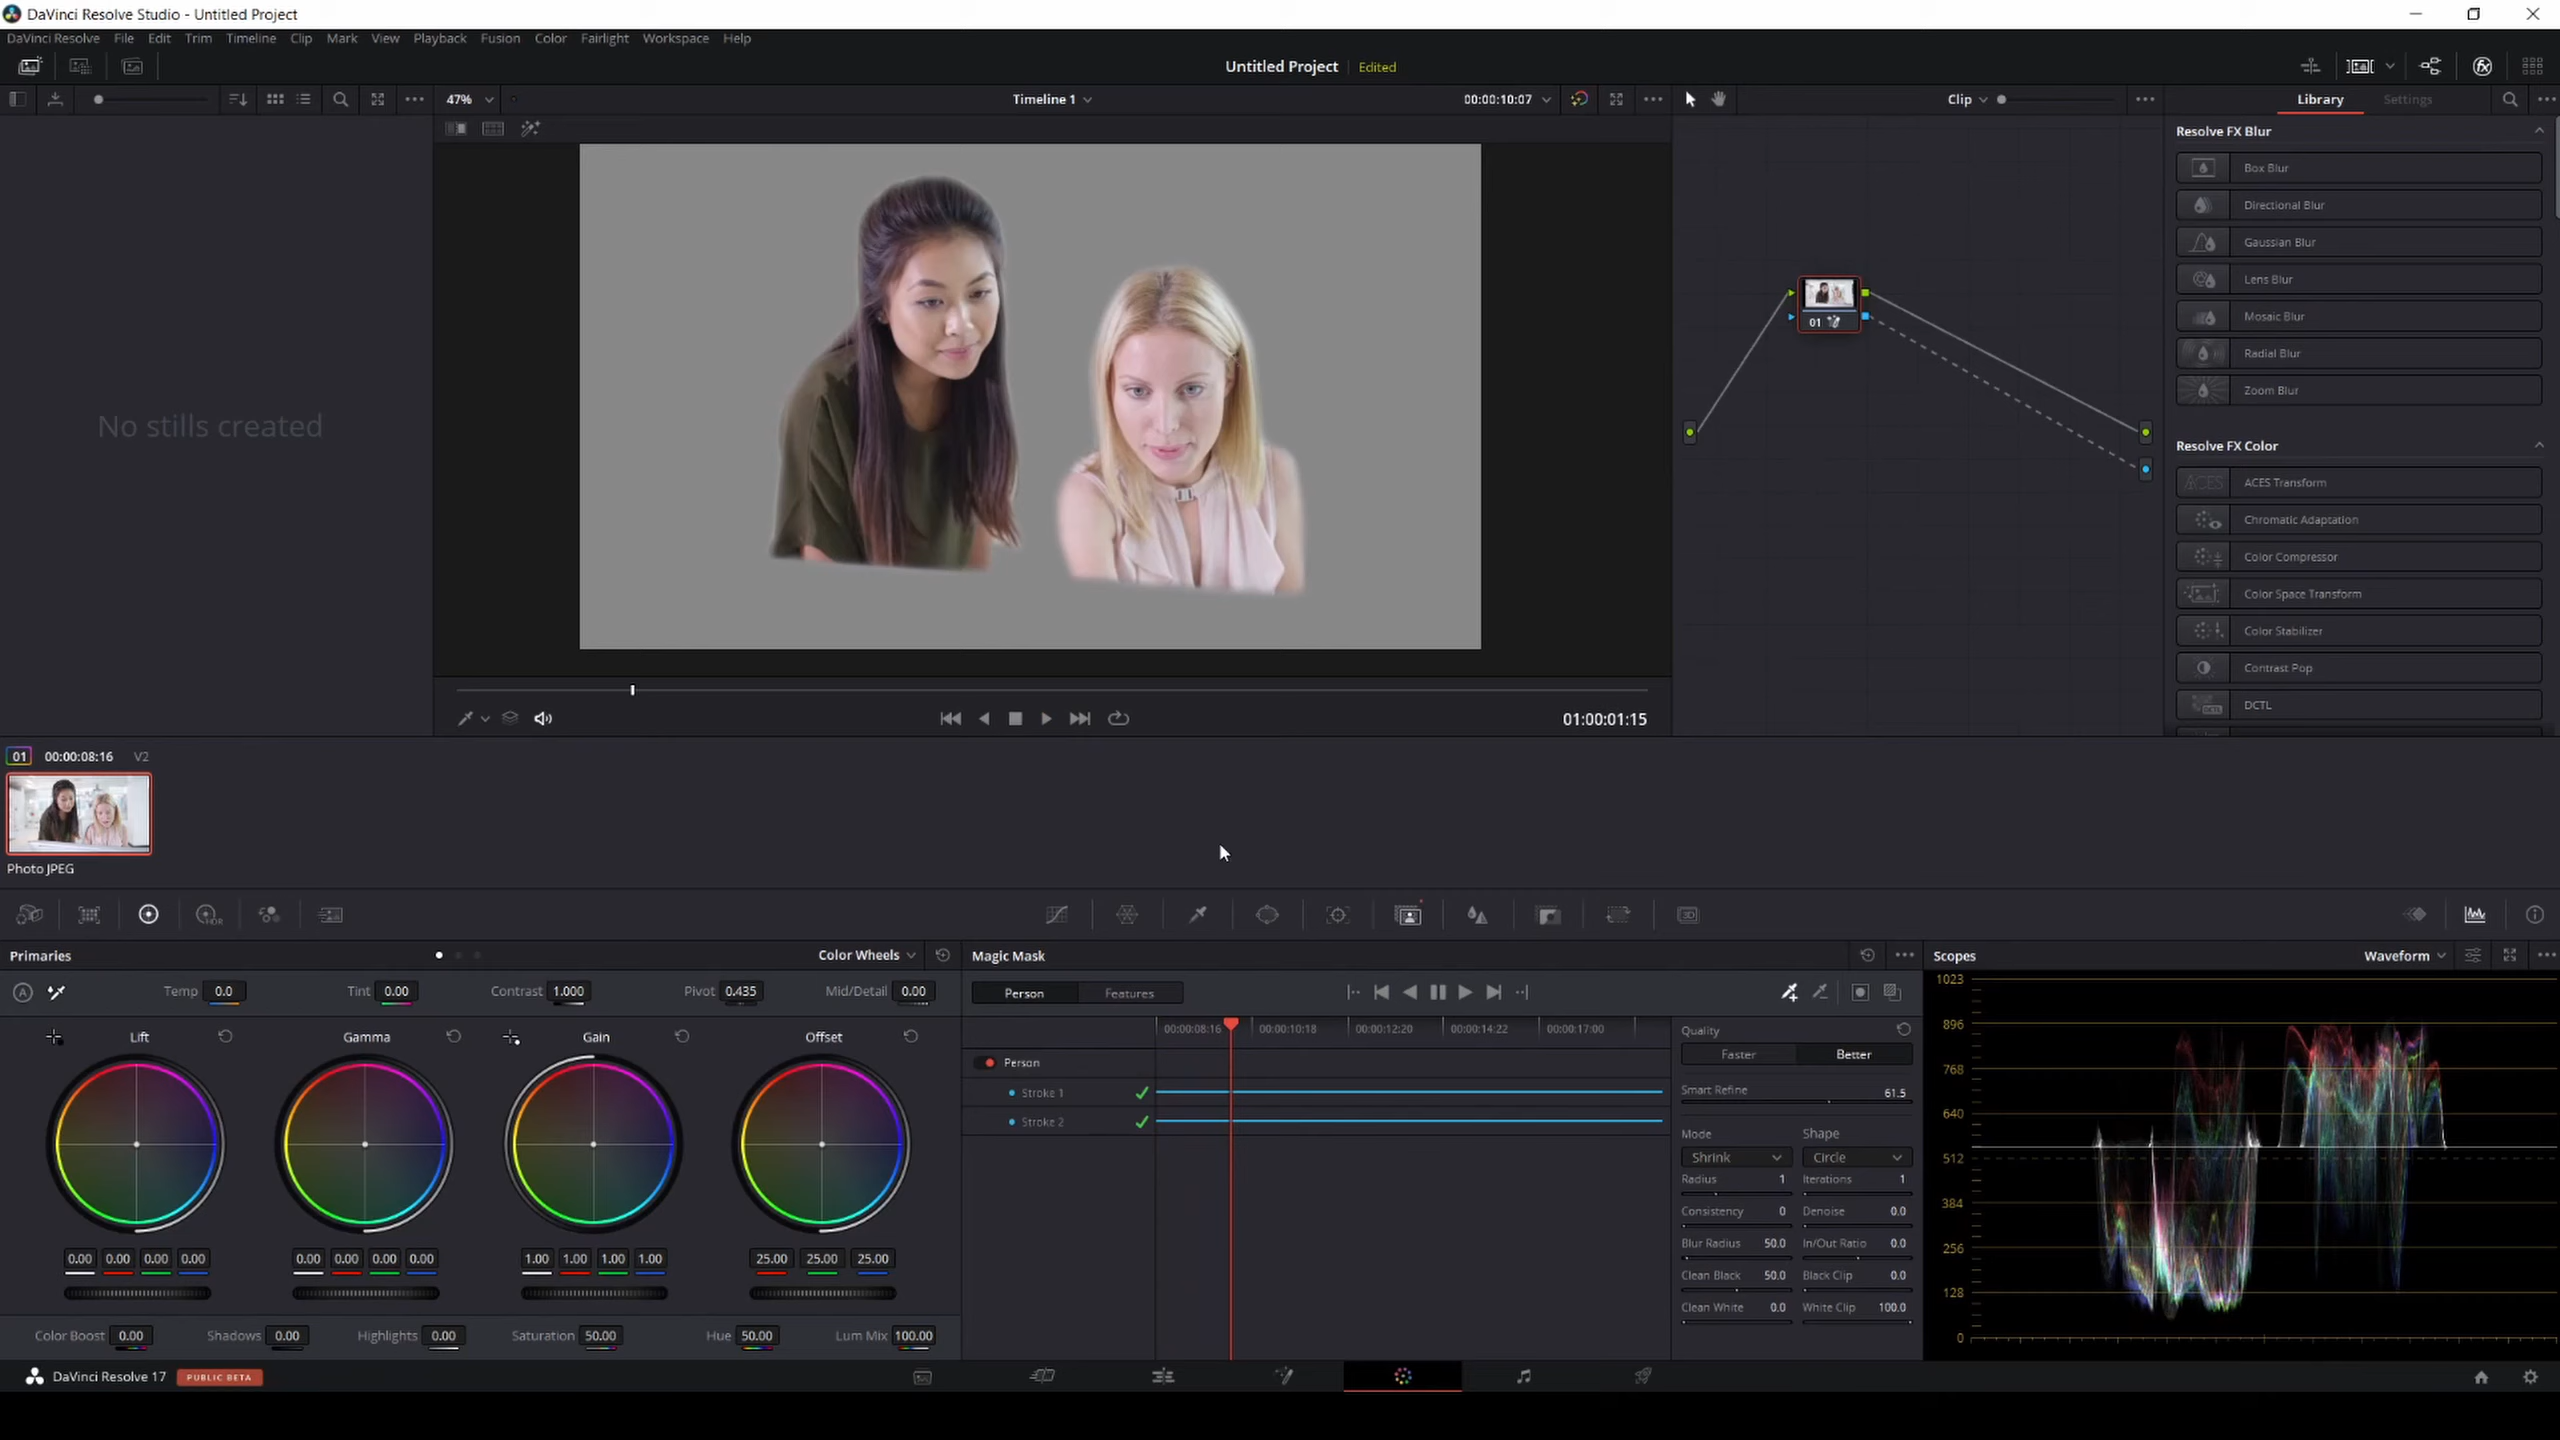 DaVinci Resolve Studio - Untitled Project
DaVinci Resolve File Edit Trim Timeline Clip Mark View Playback Fusion Color Fairlight Workspace Help
Untitled Project Edited
47% Timeline 1 00:00:10:07 Clip Library Settings
Resolve FX Blur
Box Blur
Directional Blur
Gaussian Blur
Lens Blur
Mosaic Blur
Radial Blur
Zoom Blur
01
No stills created
Resolve FX Color
ACES ACES Transform
Chromatic Adaptation
Color Compressor
Color Space Transform
Color Stabilizer
Contrast Pop
DCTL DCTL
01:00:01:15
01 00:00:08:16 V2
Photo JPEG
HDR 3D
Primaries Color Wheels Magic Mask Scopes Waveform
A Temp 0.0 Tint 0.00 Contrast 1.000 Pivot 0.435 Mid/Detail 0.00 Person Features
Lift Gamma Gain Offset
00:00:08:16 00:00:10:18 00:00:12:20 00:00:14:22 00:00:17:00
Person
Stroke 1
Stroke 2
Quality
Faster Better
Smart Refine 61.5
Mode Shape
Shrink Circle
Radius 1 Iterations 1
Consistency 0 Denoise 0.0
Blur Radius 50.0 In/Out Ratio 0.0
Clean Black 50.0 Black Clip 0.0
Clean White 0.0 White Clip 100.0
1023
896
768
640
512
384
256
128
0
0.00 0.00 0.00 0.00 0.00 0.00 0.00 0.00 1.00 1.00 1.00 1.00 25.00 25.00 25.00
Color Boost 0.00 Shadows 0.00 Highlights 0.00 Saturation 50.00 Hue 50.00 Lum Mix 100.00
DaVinci Resolve 17 PUBLIC BETA